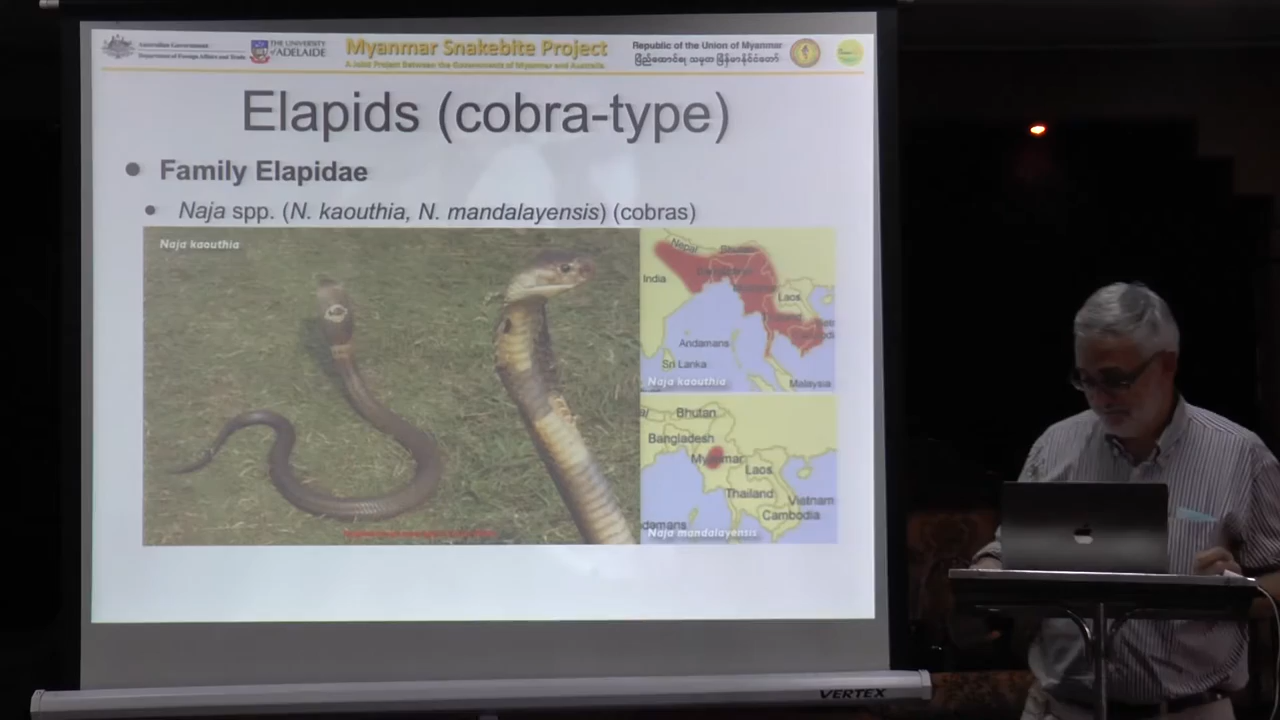 Australian Government
Department of Foreign Affairs and Trade
THE UNIVERSITY
of ADELAIDE
Myanmar Snakebite Project
A Joint Project Between the Governments of Myanmar and Australia
Republic of the Union of Myanmar
ပြည်ထောင်စု သမ္မတ မြန်မာနိုင်ငံတော်
Elapids (cobra-type)
• Family Elapidae
• Naja spp. (N. kaouthia, N. mandalayensis) (cobras)
Naja kaouthia
Nepal
Bhutan
India
Laos
Andamans
Sri Lanka
Naja kaouthia
Malaysia
Bhutan
Bangladesh
Myanmar
Laos
Thailand
Vietnam
Cambodia
damans
Naja mandalayensis
VERTEX